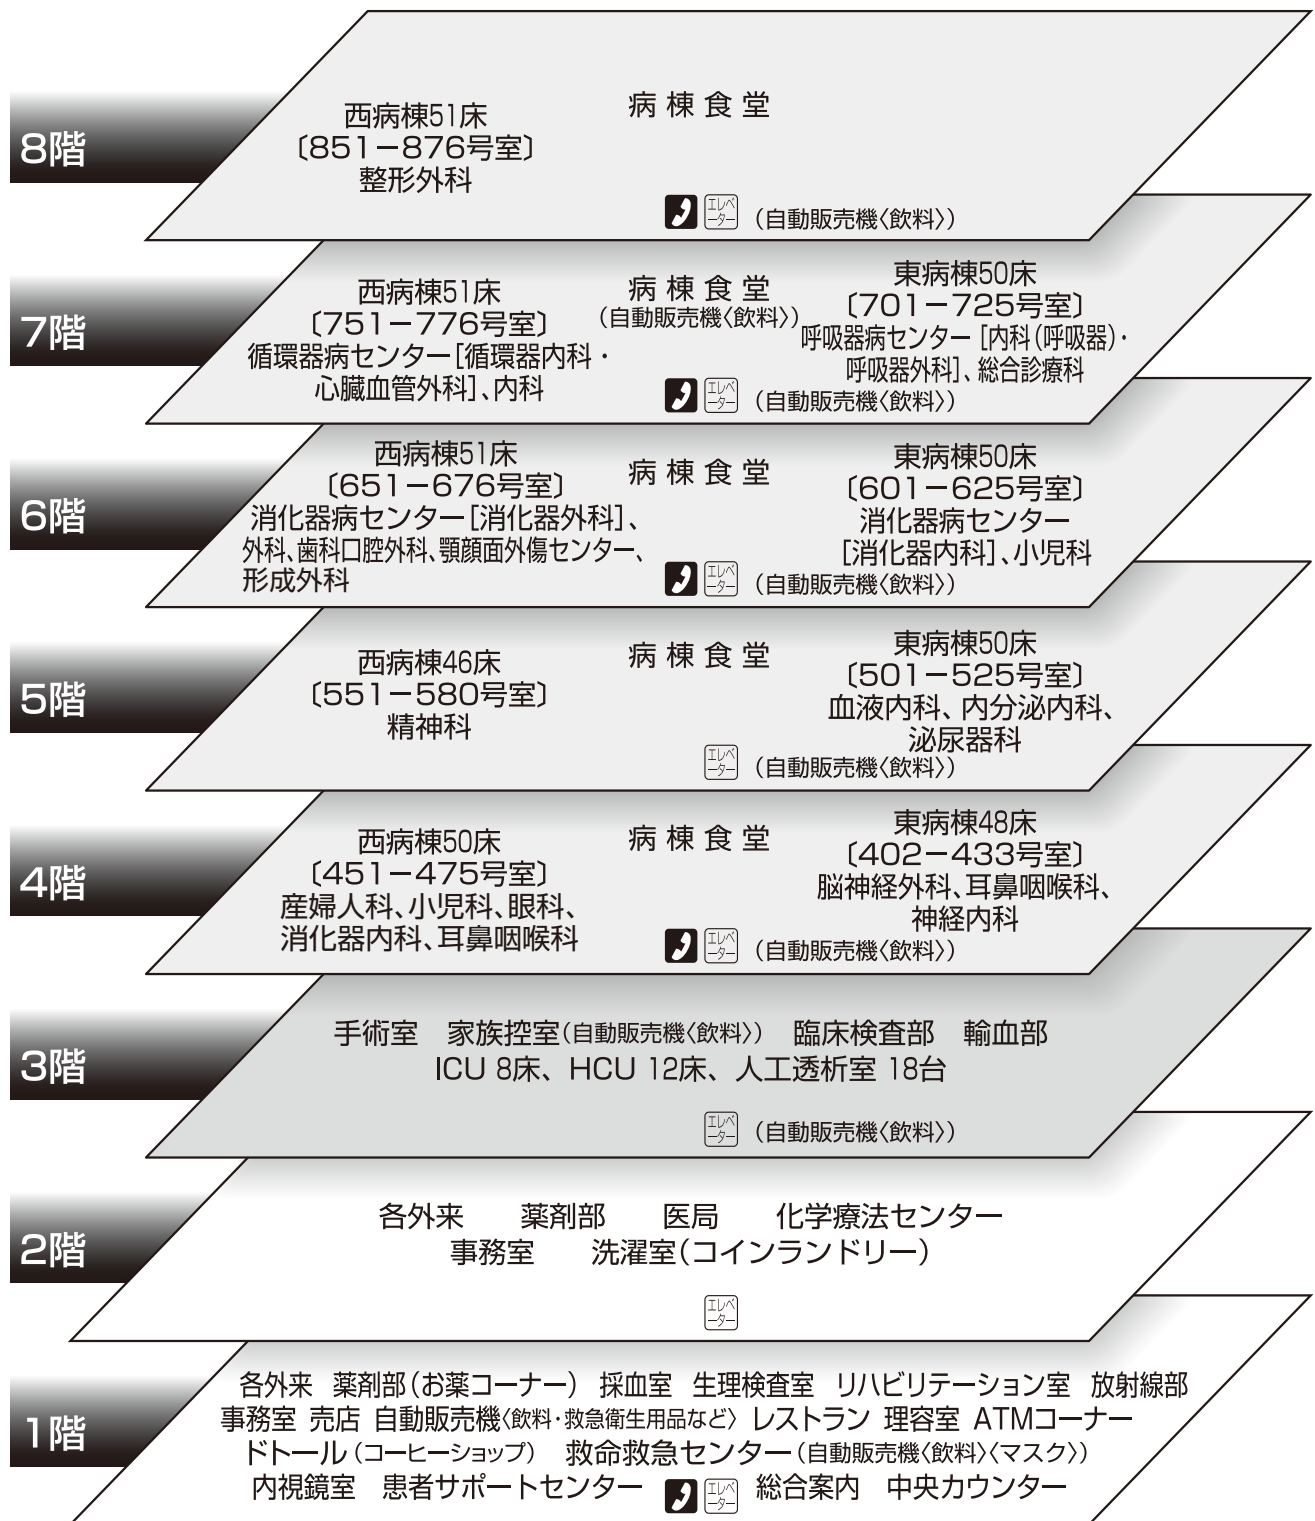 8階
西病棟51床
〔851－876号室〕
整形外科
病棟食堂
エレベーター
（自動販売機〈飲料〉）
7階
西病棟51床
〔751－776号室〕
循環器病センター［循環器内科・
心臓血管外科］、内科
病棟食堂
（自動販売機〈飲料〉）
東病棟50床
〔701－725号室〕
呼吸器病センター［内科（呼吸器）・
呼吸器外科］、総合診療科
エレベーター
（自動販売機〈飲料〉）
6階
西病棟51床
〔651－676号室〕
消化器病センター［消化器外科］、
外科、歯科口腔外科、顎顔面外傷センター、
形成外科
病棟食堂
東病棟50床
〔601－625号室〕
消化器病センター
［消化器内科］、小児科
エレベーター
（自動販売機〈飲料〉）
5階
西病棟46床
〔551－580号室〕
精神科
病棟食堂
東病棟50床
〔501－525号室〕
血液内科、内分泌内科、
泌尿器科
エレベーター
（自動販売機〈飲料〉）
4階
西病棟50床
〔451－475号室〕
産婦人科、小児科、眼科、
消化器内科、耳鼻咽喉科
病棟食堂
東病棟48床
〔402－433号室〕
脳神経外科、耳鼻咽喉科、
神経内科
エレベーター
（自動販売機〈飲料〉）
3階
手術室 家族控室（自動販売機〈飲料〉） 臨床検査部 輸血部
ICU 8床、HCU 12床、人工透析室 18台
エレベーター
（自動販売機〈飲料〉）
2階
各外来 薬剤部 医局 化学療法センター
事務室 洗濯室（コインランドリー）
エレベーター
1階
各外来 薬剤部（お薬コーナー） 採血室 生理検査室 リハビリテーション室 放射線部
事務室 売店 自動販売機〈飲料・救急衛生用品など〉 レストラン 理容室 ATMコーナー
ドトール（コーヒーショップ） 救命救急センター（自動販売機〈飲料〉〈マスク〉）
内視鏡室 患者サポートセンター エレベーター 総合案内 中央カウンター